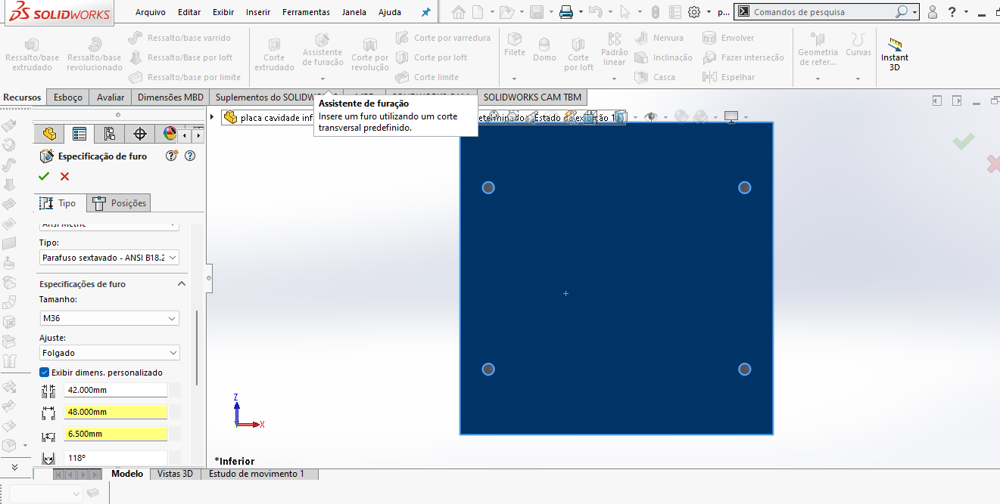 SOLIDWORKS
Arquivo Editar Exibir Inserir Ferramentas Janela Ajuda
p...
Comandos de pesquisa
?
Ressalto/base extrudado
Ressalto/base revolucionado
Ressalto/base varrido
Ressalto/Base por loft
Ressalto/base por limite
Corte extrudado
Assistente de furação
Corte por revolução
Corte por varredura
Corte por loft
Corte limite
Filete
Domo
Corte por loft
Padrão linear
Nervura
Inclinação
Casca
Envolver
Fazer interseção
Espelhar
Geometria de refer...
Curvas
Instant 3D
Recursos Esboço Avaliar Dimensões MBD Suplementos do SOLIDWORKS SOLIDWORKS CAM TBM
Assistente de furação
Insere um furo utilizando um corte
transversal predefinido.
placa cavidade inf
Estado de exibição 1
Especificação de furo
Tipo Posições
Ansi Metric
Tipo:
Parafuso sextavado - ANSI B18.2
Especificações de furo
Tamanho:
M36
Ajuste:
Folgado
Exibir dimens. personalizado
42.000mm
48.000mm
6.500mm
118º
Z
X
*Inferior
Modelo Vistas 3D Estudo de movimento 1